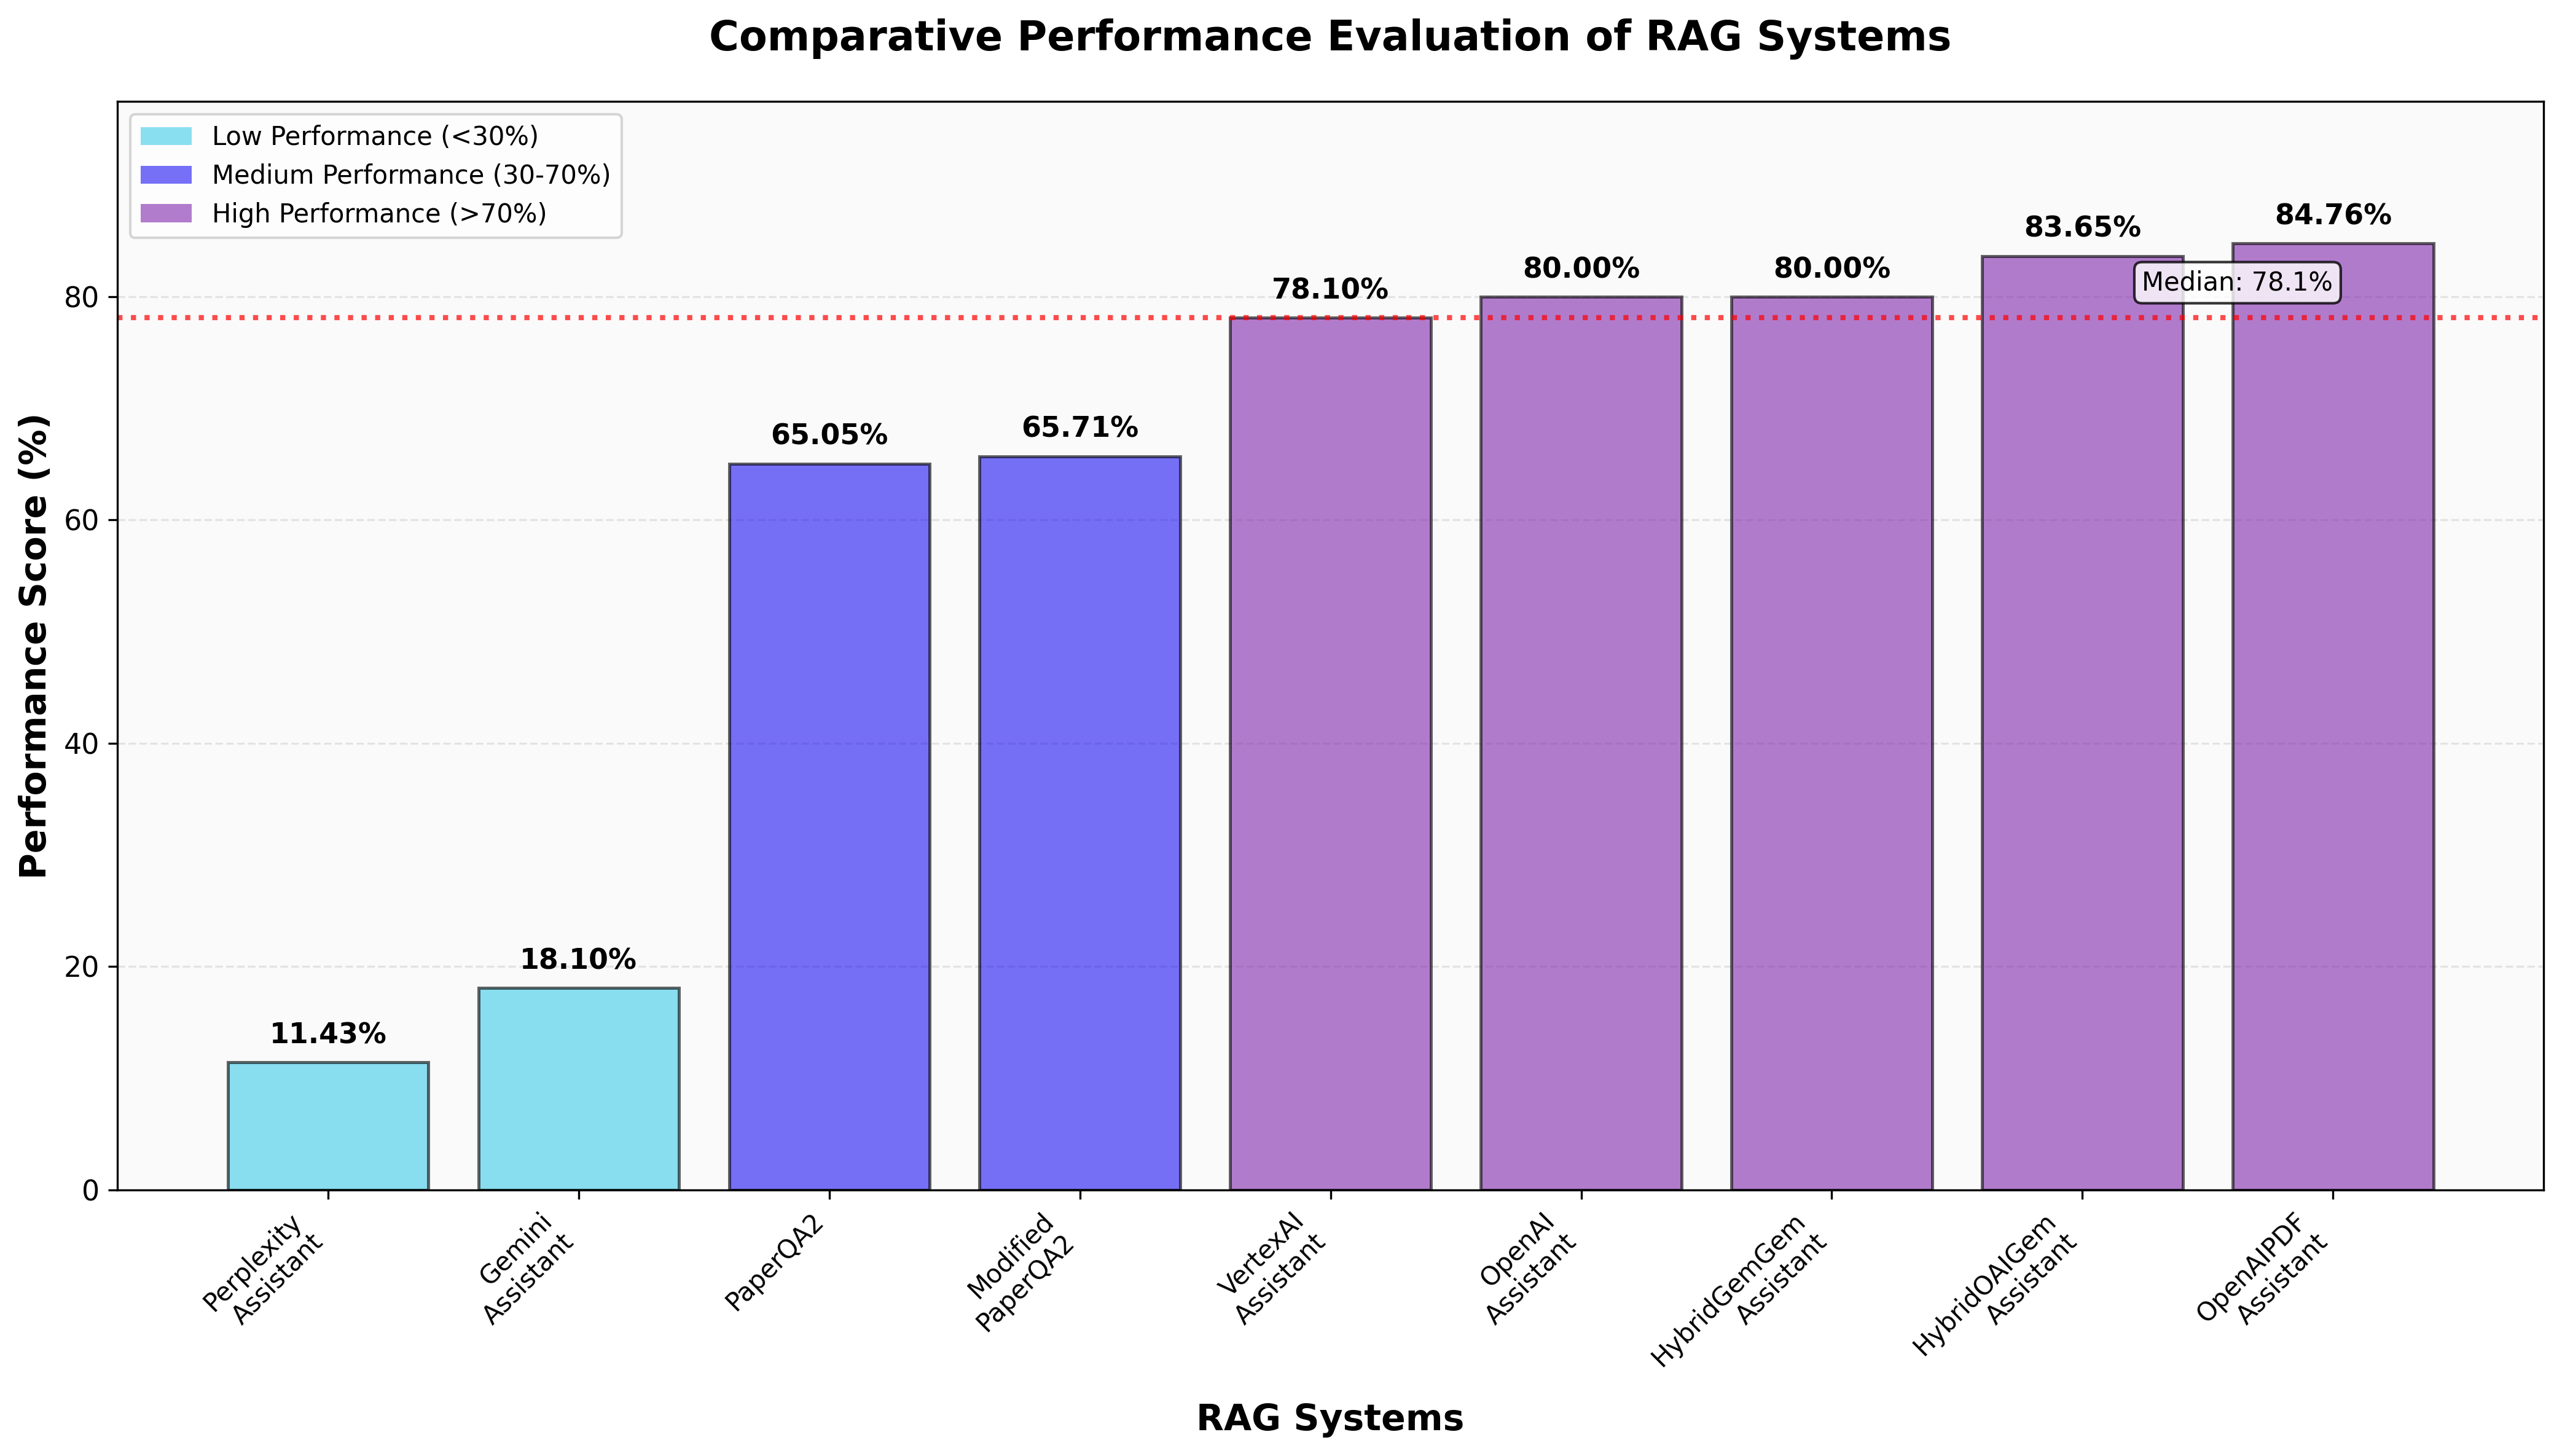 Comparative Performance Evaluation of RAG Systems
Low Performance (<30%)
Medium Performance (30-70%)
High Performance (>70%)
Performance Score (%)
80
60
40
20
0
11.43%
18.10%
65.05%
65.71%
78.10%
80.00%
80.00%
83.65%
84.76%
Median: 78.1%
Perplexity
Assistant
Gemini
Assistant
PaperQA2
Modified
PaperQA2
VertexAI
Assistant
OpenAI
Assistant
HybridGemGem
Assistant
HybridOAIGem
Assistant
OpenAIPDF
Assistant
RAG Systems